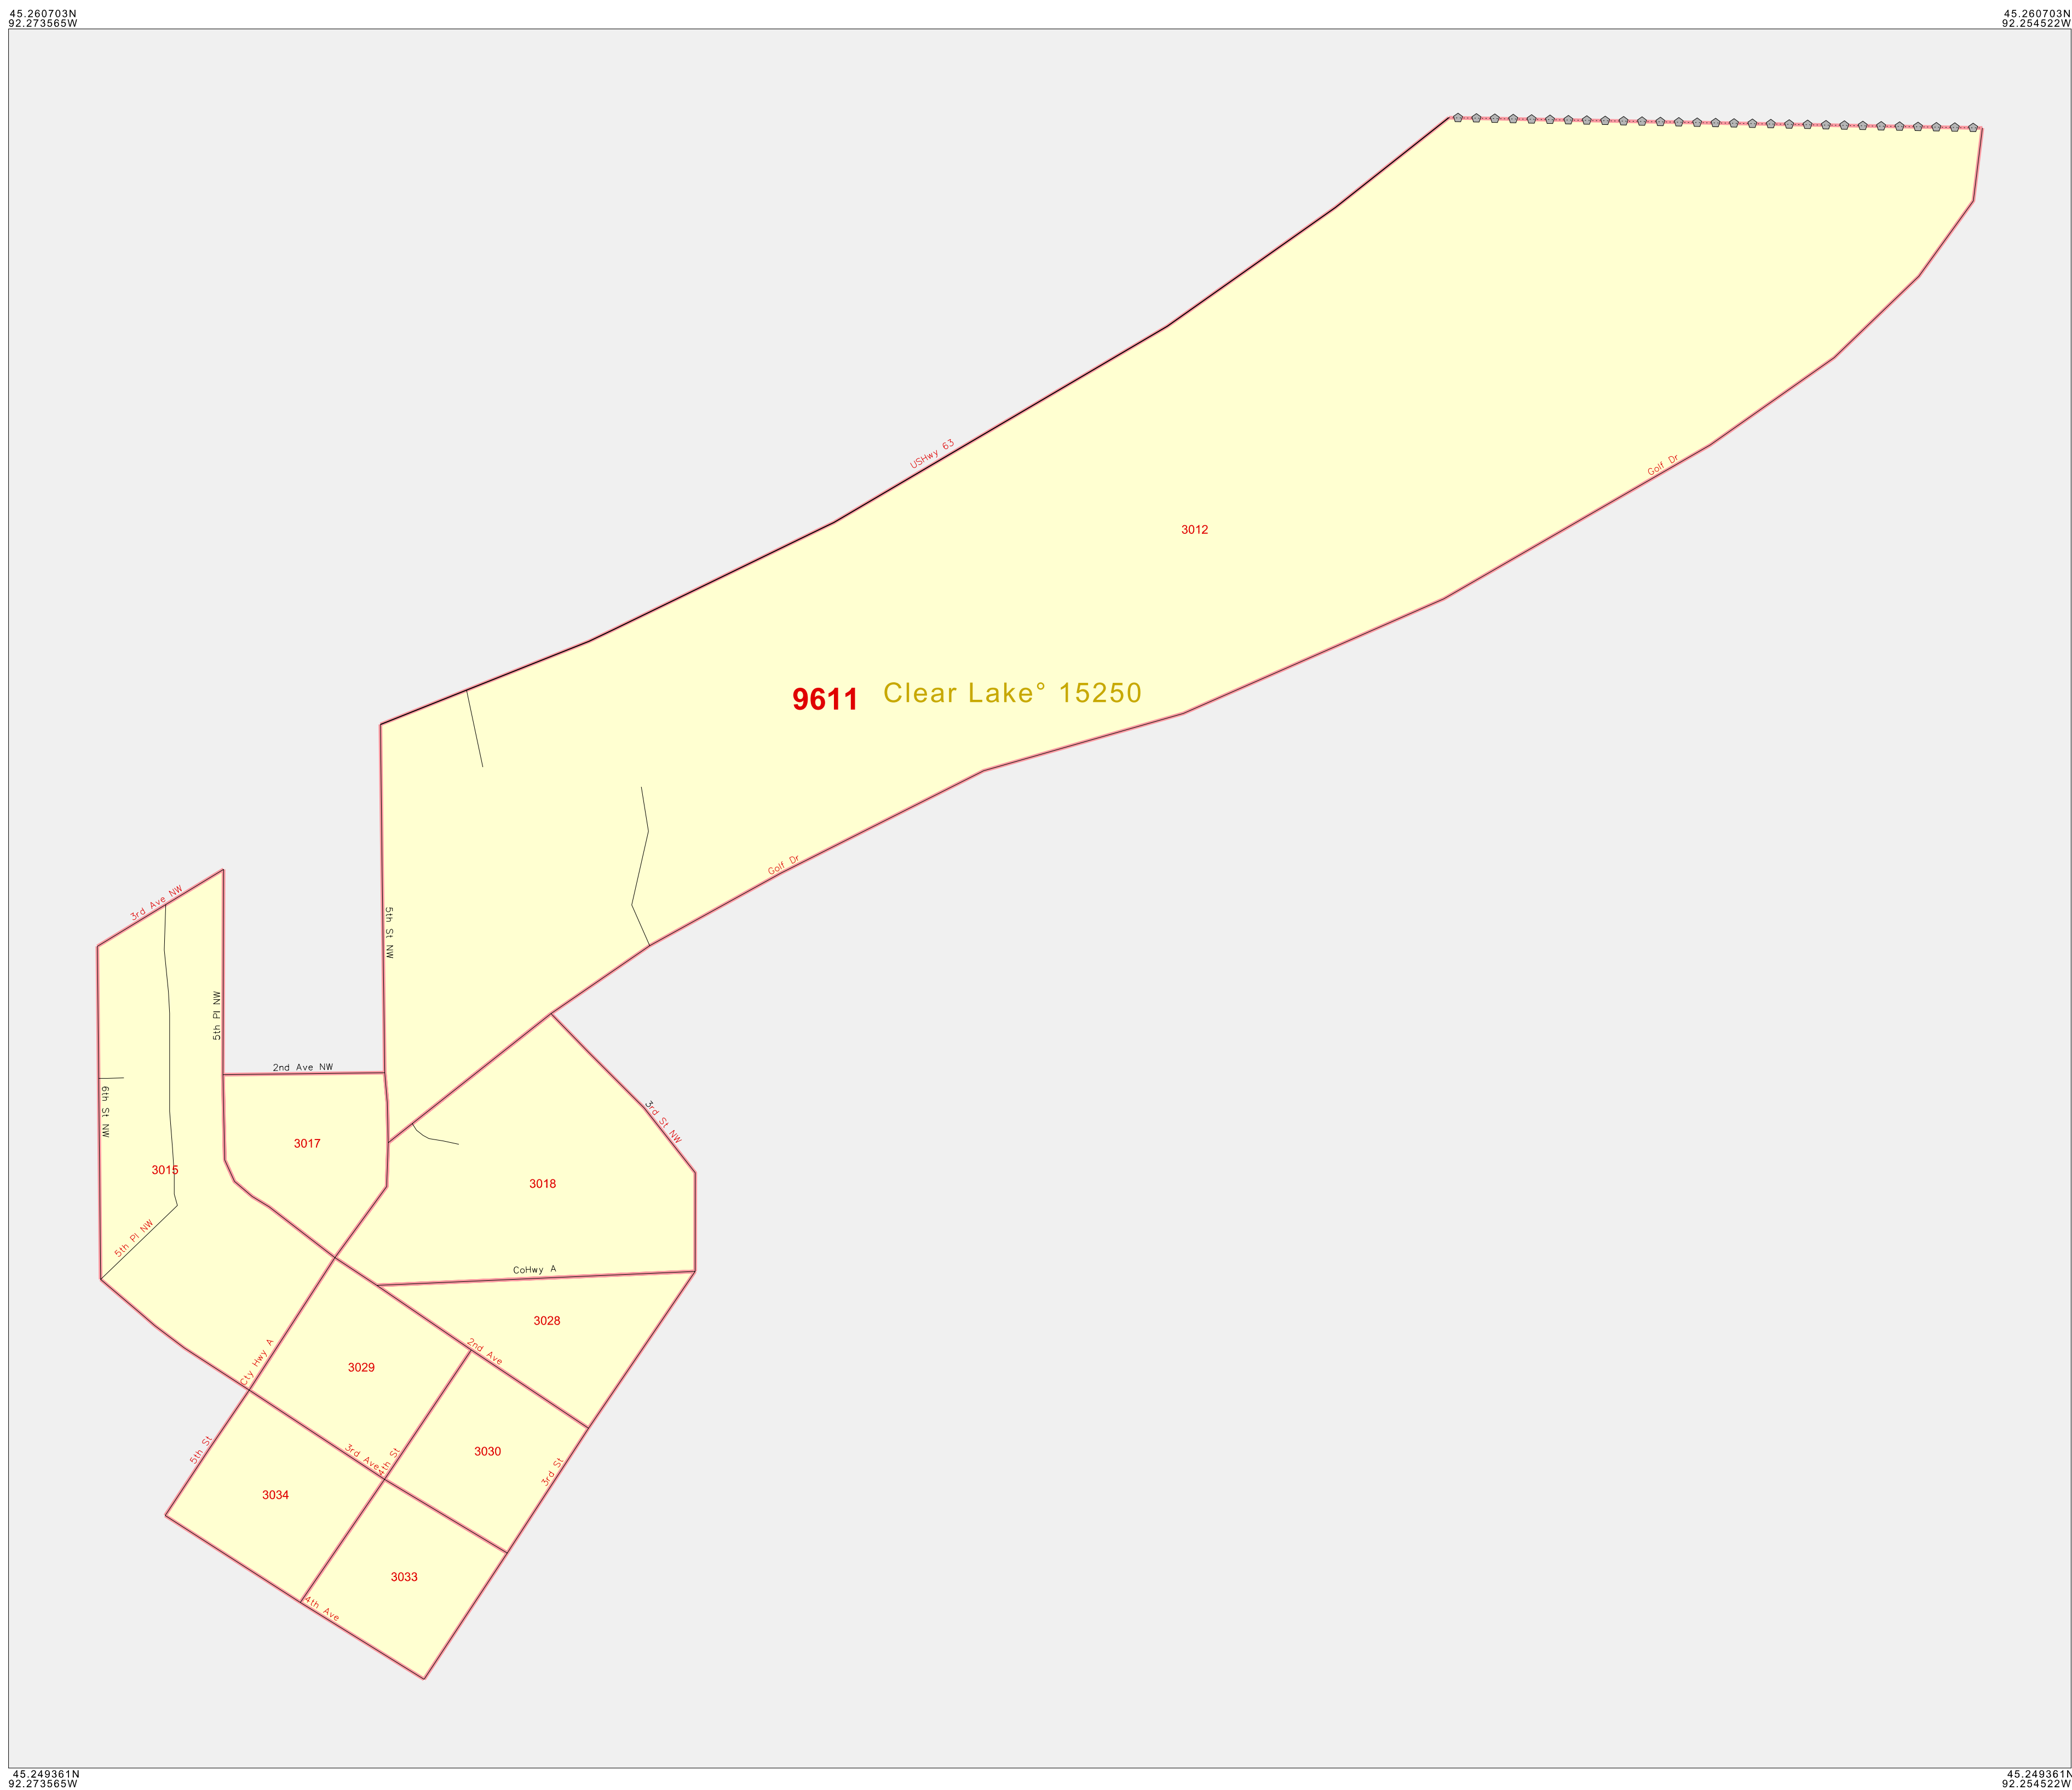 45.260703N
92.273565W
45.260703N
92.254522W
USHwy 63
Golf Dr
3012
9611
Clear Lake° 15250
Golf Dr
3rd Ave NW
5th St NW
5th Pl NW
2nd Ave NW
6th St NW
3rd St NW
3017
3015
3018
5th Pl NW
CoHwy A
3028
2nd Ave
Cty Hwy A
3029
5th St
3rd Ave
4th St
3030
3rd St
3034
3033
4th Ave
45.249361N
92.273565W
45.249361N
92.254522W